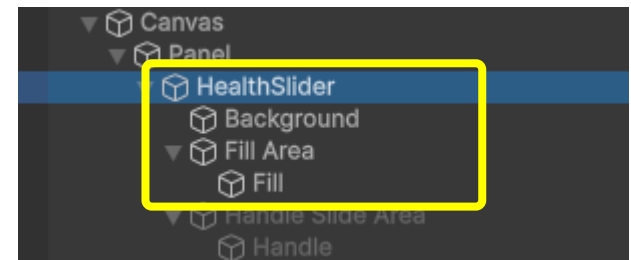 Canvas
Panel
HealthSlider
Background
Fill Area
Fill
Handle Slide Area
Handle